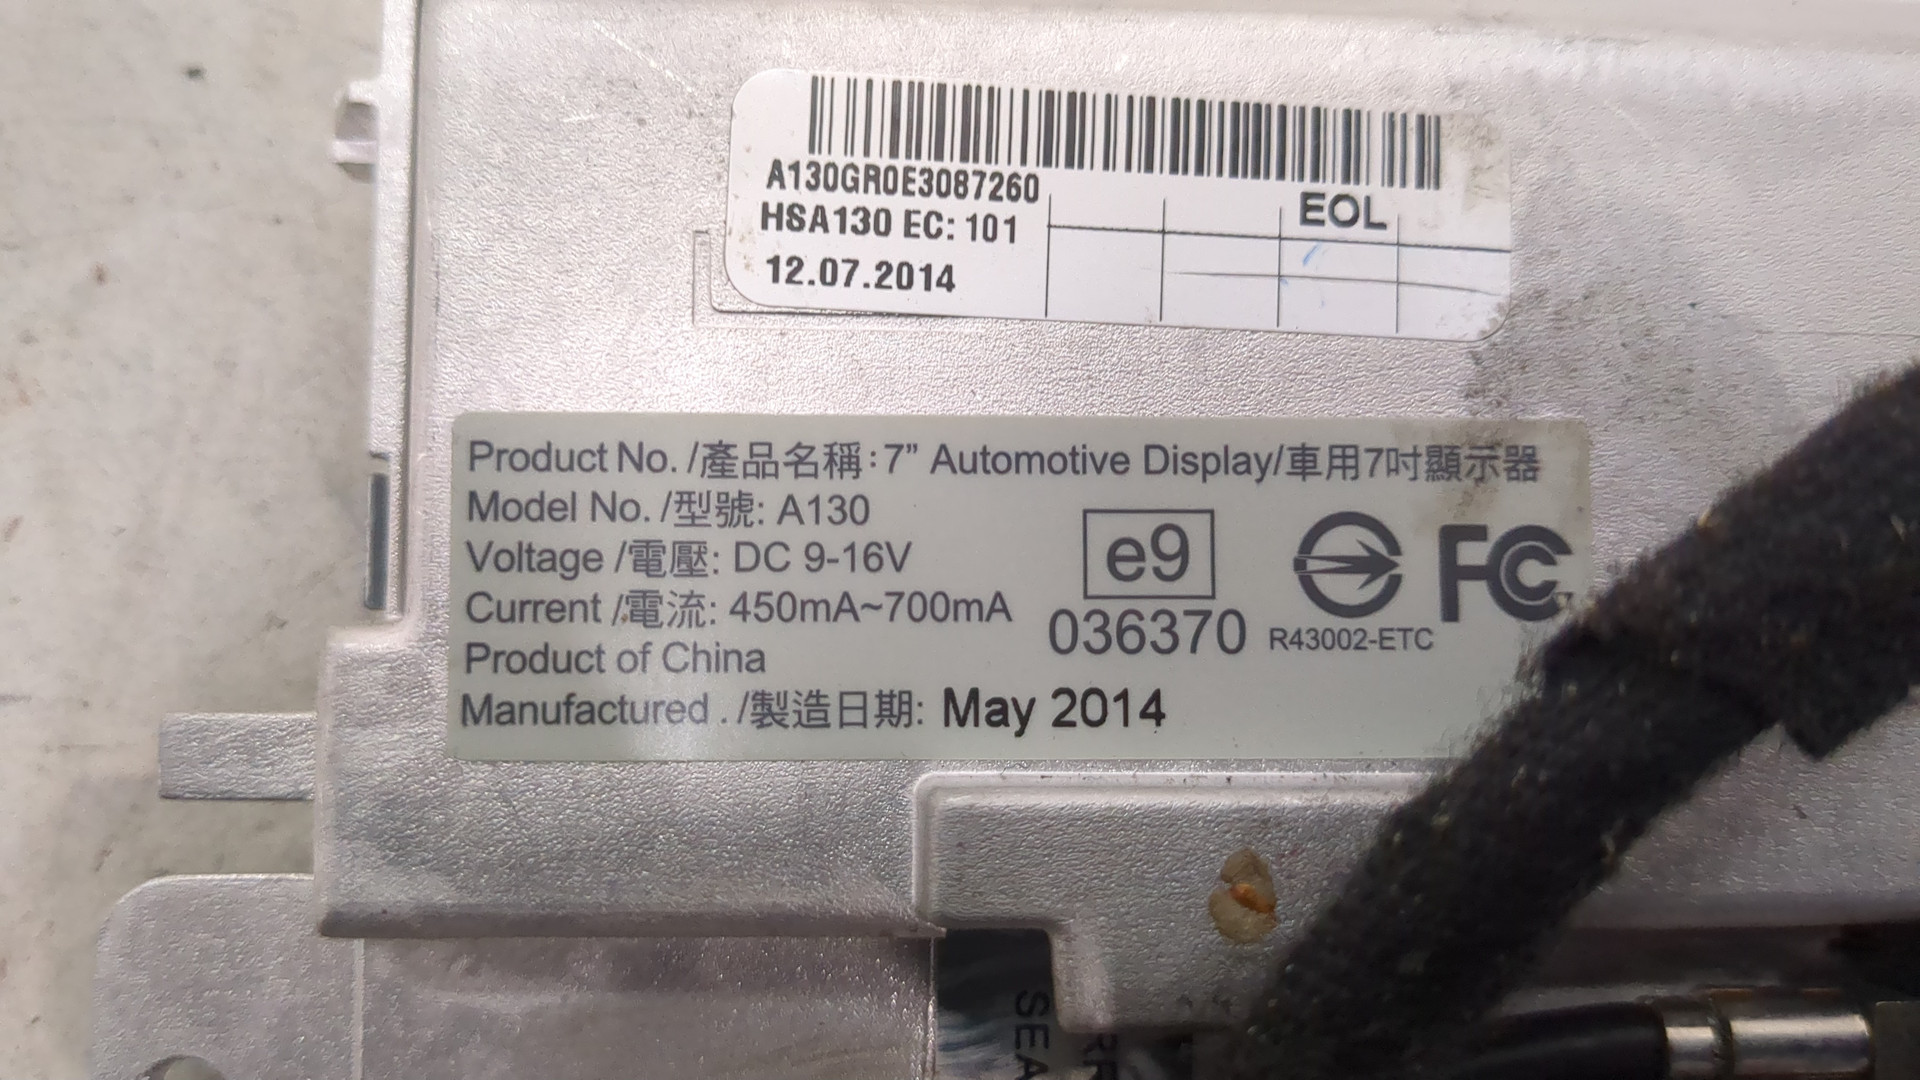 A130GR0E3087260
HSA130 EC: 101
EOL
12.07.2014
Product No. /產品名稱:7” Automotive Display/車用7吋顯示器
Model No. /型號: A130
Voltage /電壓: DC 9-16V
Current /電流: 450mA~700mA
Product of China
Manufactured . /製造日期: May 2014
e9
036370
R43002-ETC
FC
SEA